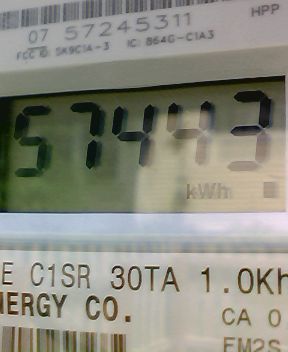 HPP
07 57245311
FCC ID: SK9C1A-3 IC: 864G-C1A3
57443
kWh
E C1SR 30TA 1.0Kh
NERGY CO.
CA 0
FM2S